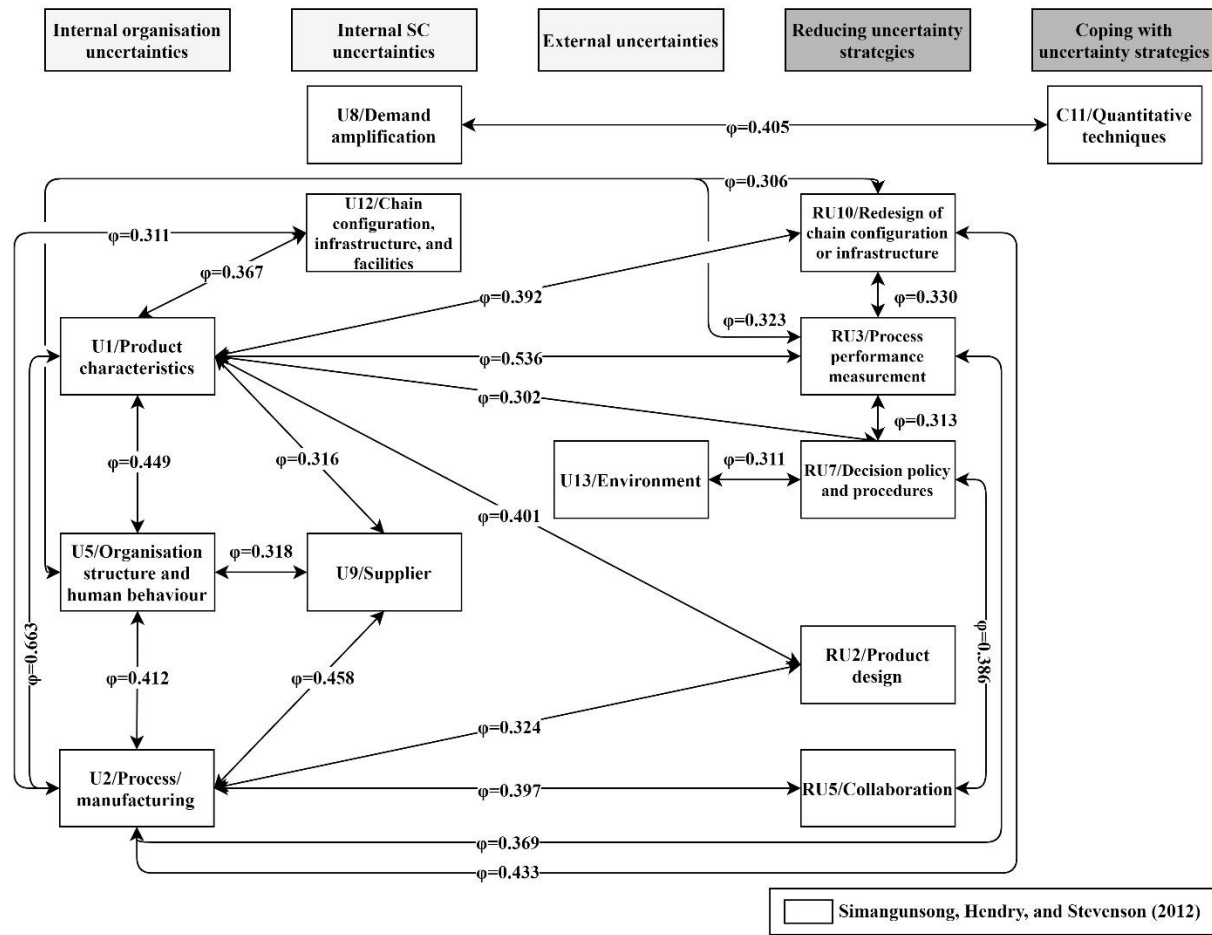 Internal organisation
uncertainties
Internal SC
uncertainties
External uncertainties
Reducing uncertainty
strategies
Coping with
uncertainty strategies
U8/Demand
amplification
φ=0.405
C11/Quantitative
techniques
φ=0.306
U12/Chain
configuration,
infrastructure, and
facilities
RU10/Redesign of
chain configuration
or infrastructure
φ=0.311
φ=0.367
φ=0.392
φ=0.330
φ=0.323
U1/Product
characteristics
φ=0.536
RU3/Process
performance
measurement
φ=0.302
φ=0.313
φ=0.449
φ=0.316
U13/Environment
φ=0.311
RU7/Decision policy
and procedures
φ=0.401
U5/Organisation
structure and
human behaviour
φ=0.318
U9/Supplier
φ=0.663
φ=0.412
φ=0.458
RU2/Product
design
φ=0.386
φ=0.324
U2/Process/
manufacturing
φ=0.397
RU5/Collaboration
φ=0.369
φ=0.433
Simangunsong, Hendry, and Stevenson (2012)